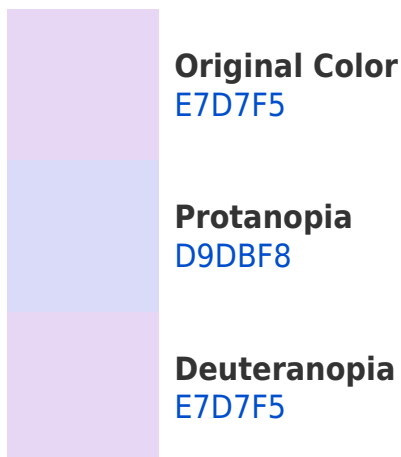 Original Color
E7D7F5
Protanopia
D9DBF8
Deuteranopia
E7D7F5